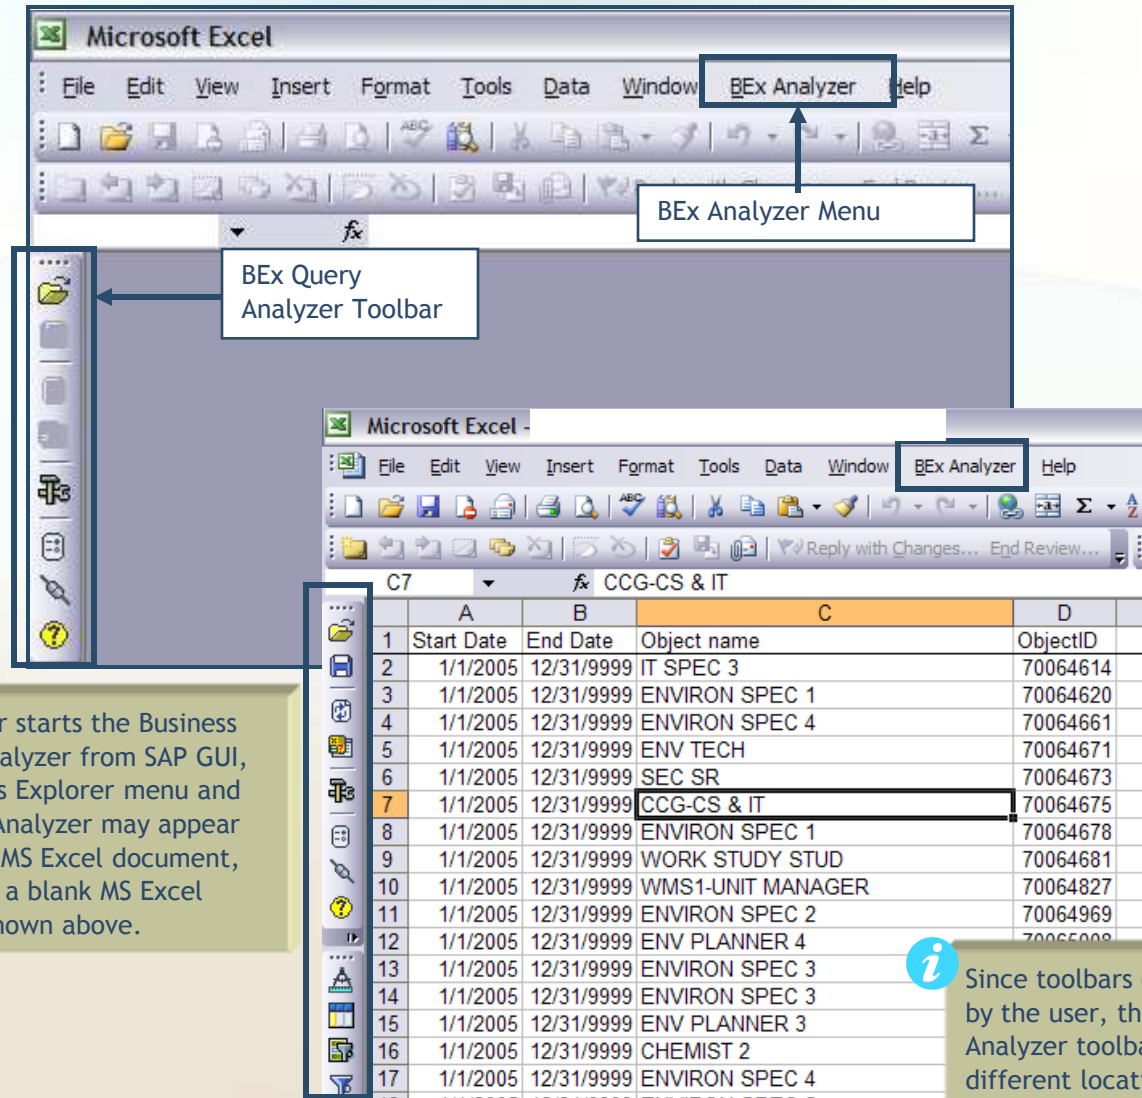 Microsoft Excel
File Edit View Insert Format Tools Data Window BEx Analyzer Help
ABC Σ
BEx Analyzer Menu
fx
BEx Query
Analyzer Toolbar
Microsoft Excel -
File Edit View Insert Format Tools Data Window BEx Analyzer Help
ABC Σ A Z
Reply with Changes... End Review...
C7 fx CCG-CS & IT
A B C D
1 Start Date End Date Object name ObjectID
2 1/1/2005 12/31/9999 IT SPEC 3 70064614
3 1/1/2005 12/31/9999 ENVIRON SPEC 1 70064620
4 1/1/2005 12/31/9999 ENVIRON SPEC 4 70064661
5 1/1/2005 12/31/9999 ENV TECH 70064671
6 1/1/2005 12/31/9999 SEC SR 70064673
7 1/1/2005 12/31/9999 CCG-CS & IT 70064675
8 1/1/2005 12/31/9999 ENVIRON SPEC 1 70064678
9 1/1/2005 12/31/9999 WORK STUDY STUD 70064681
10 1/1/2005 12/31/9999 WMS1-UNIT MANAGER 70064827
11 1/1/2005 12/31/9999 ENVIRON SPEC 2 70064969
12 1/1/2005 12/31/9999 ENV PLANNER 4
13 1/1/2005 12/31/9999 ENVIRON SPEC 3
14 1/1/2005 12/31/9999 ENVIRON SPEC 3
15 1/1/2005 12/31/9999 ENV PLANNER 3
16 1/1/2005 12/31/9999 CHEMIST 2
17 1/1/2005 12/31/9999 ENVIRON SPEC 4
r starts the Business
alyzer from SAP GUI,
s Explorer menu and
Analyzer may appear
MS Excel document,
a blank MS Excel
nown above.
i
Since toolbars
by the user, th
Analyzer toolba
different locat